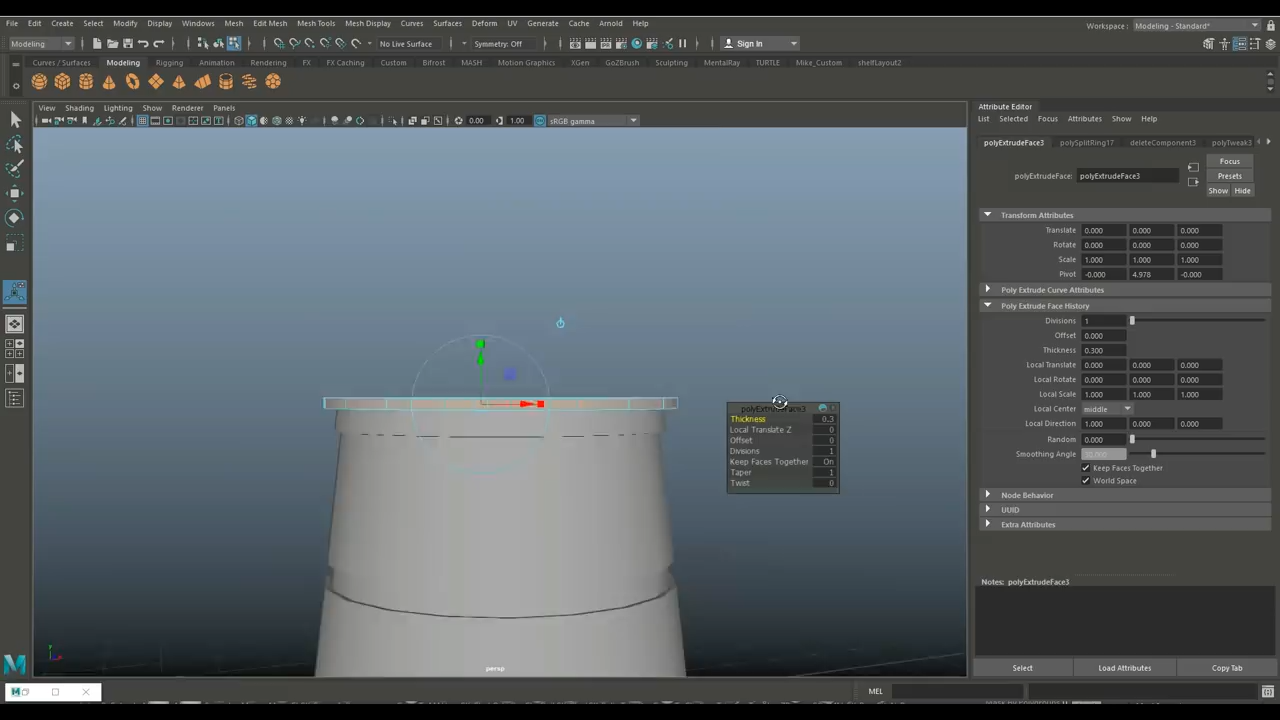 File Edit Create Select Modify Display Windows Mesh Edit Mesh Mesh Tools Mesh Display Curves Surfaces Deform UV Generate Cache Arnold Help
Workspace : Modeling - Standard*
Modeling No Live Surface Symmetry: Off Sign In
Curves / Surfaces Modeling Rigging Animation Rendering FX FX Caching Custom Bifrost MASH Motion Graphics XGen GoZBrush Sculpting MentalRay TURTLE Mike_Custom shelfLayout2
View Shading Lighting Show Renderer Panels
0.00 1.00 sRGB gamma
polyExtrudeFace3
Thickness 0.3
Local Translate Z 0
Offset 0
Divisions 1
Keep Faces Together On
Taper 1
Twist 0
persp
Attribute Editor
List Selected Focus Attributes Show Help
polyExtrudeFace3 polySplitRing17 deleteComponent3 polyTweak3
Focus
polyExtrudeFace: polyExtrudeFace3 Presets
Show Hide
Transform Attributes
Translate 0.000 0.000 0.000
Rotate 0.000 0.000 0.000
Scale 1.000 1.000 1.000
Pivot -0.000 4.978 -0.000
Poly Extrude Curve Attributes
Poly Extrude Face History
Divisions 1
Offset 0.000
Thickness 0.300
Local Translate 0.000 0.000 0.000
Local Rotate 0.000 0.000 0.000
Local Scale 1.000 1.000 1.000
Local Center middle
Local Direction 1.000 0.000 0.000
Random 0.000
Smoothing Angle 30.000
Keep Faces Together
World Space
Node Behavior
UUID
Extra Attributes
Notes: polyExtrudeFace3
Select Load Attributes Copy Tab
MEL